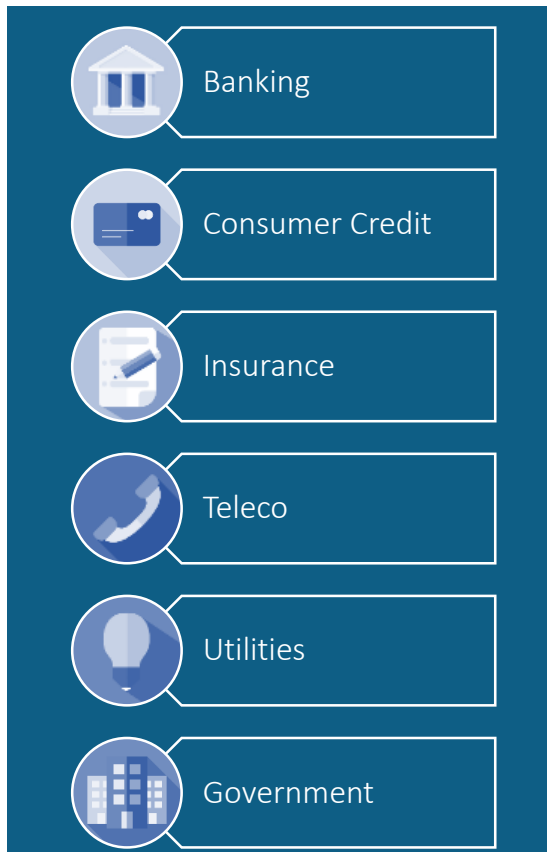 Banking
Consumer Credit
Insurance
Teleco
Utilities
Government